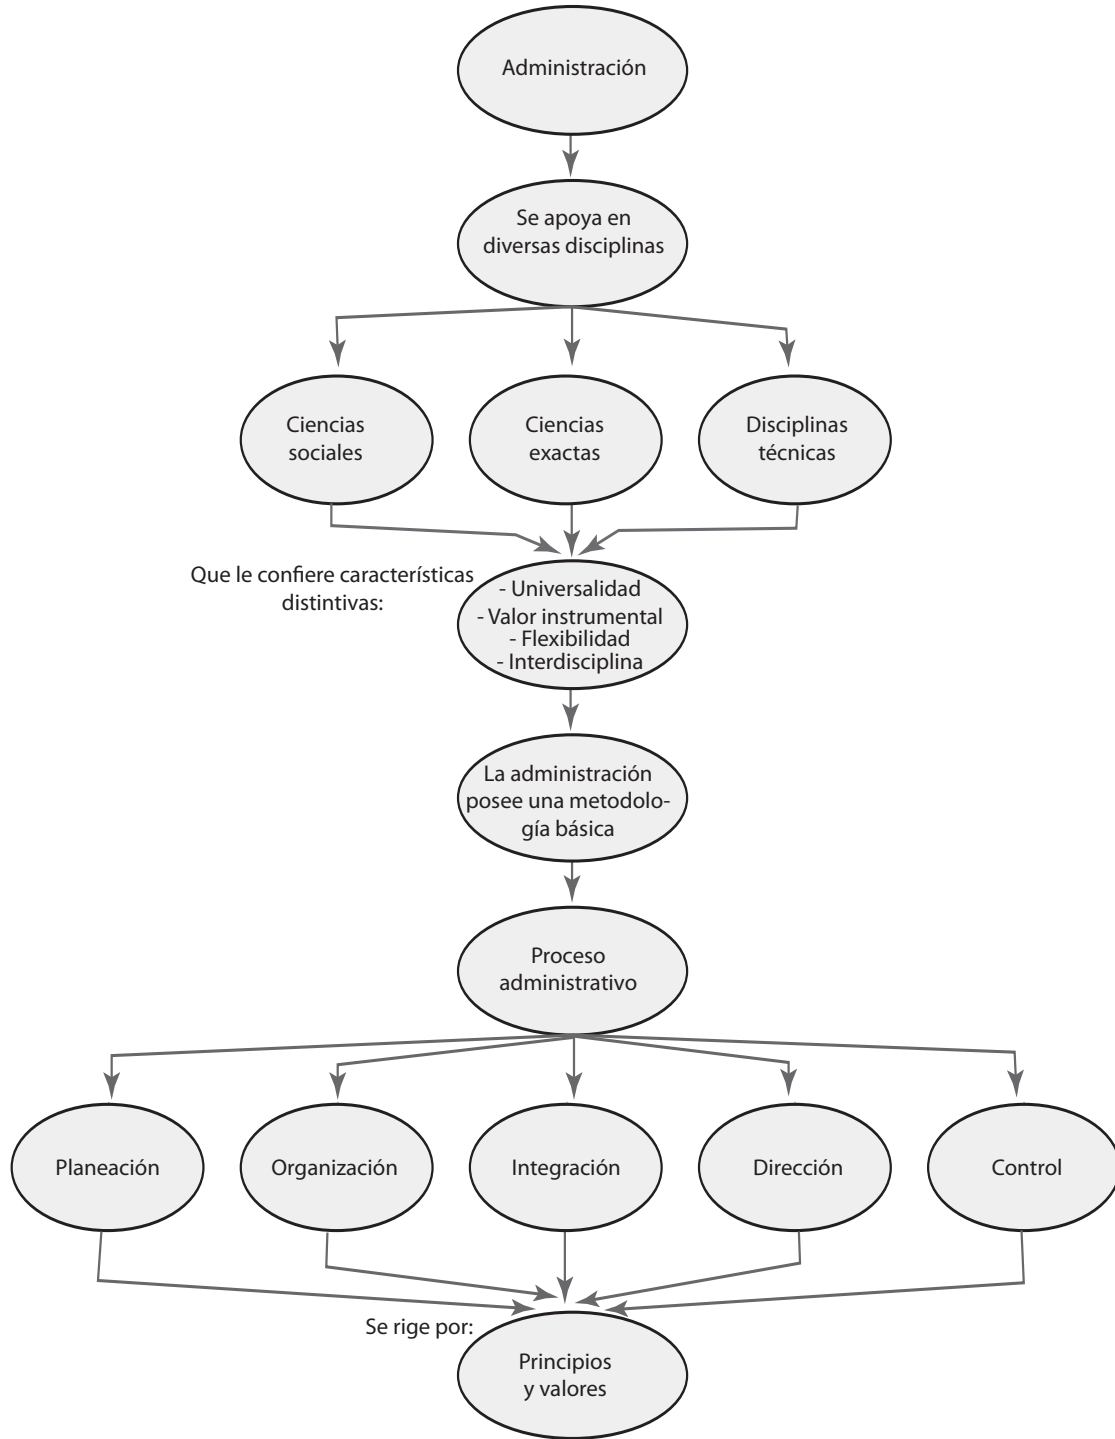 Administración
Se apoya en
diversas disciplinas
Ciencias
sociales
Ciencias
exactas
Disciplinas
técnicas
Que le confiere características
distintivas:
- Universalidad
- Valor instrumental
- Flexibilidad
- Interdisciplina
La administración
posee una metodolo-
gía básica
Proceso
administrativo
Planeación
Organización
Integración
Dirección
Control
Se rige por:
Principios
y valores